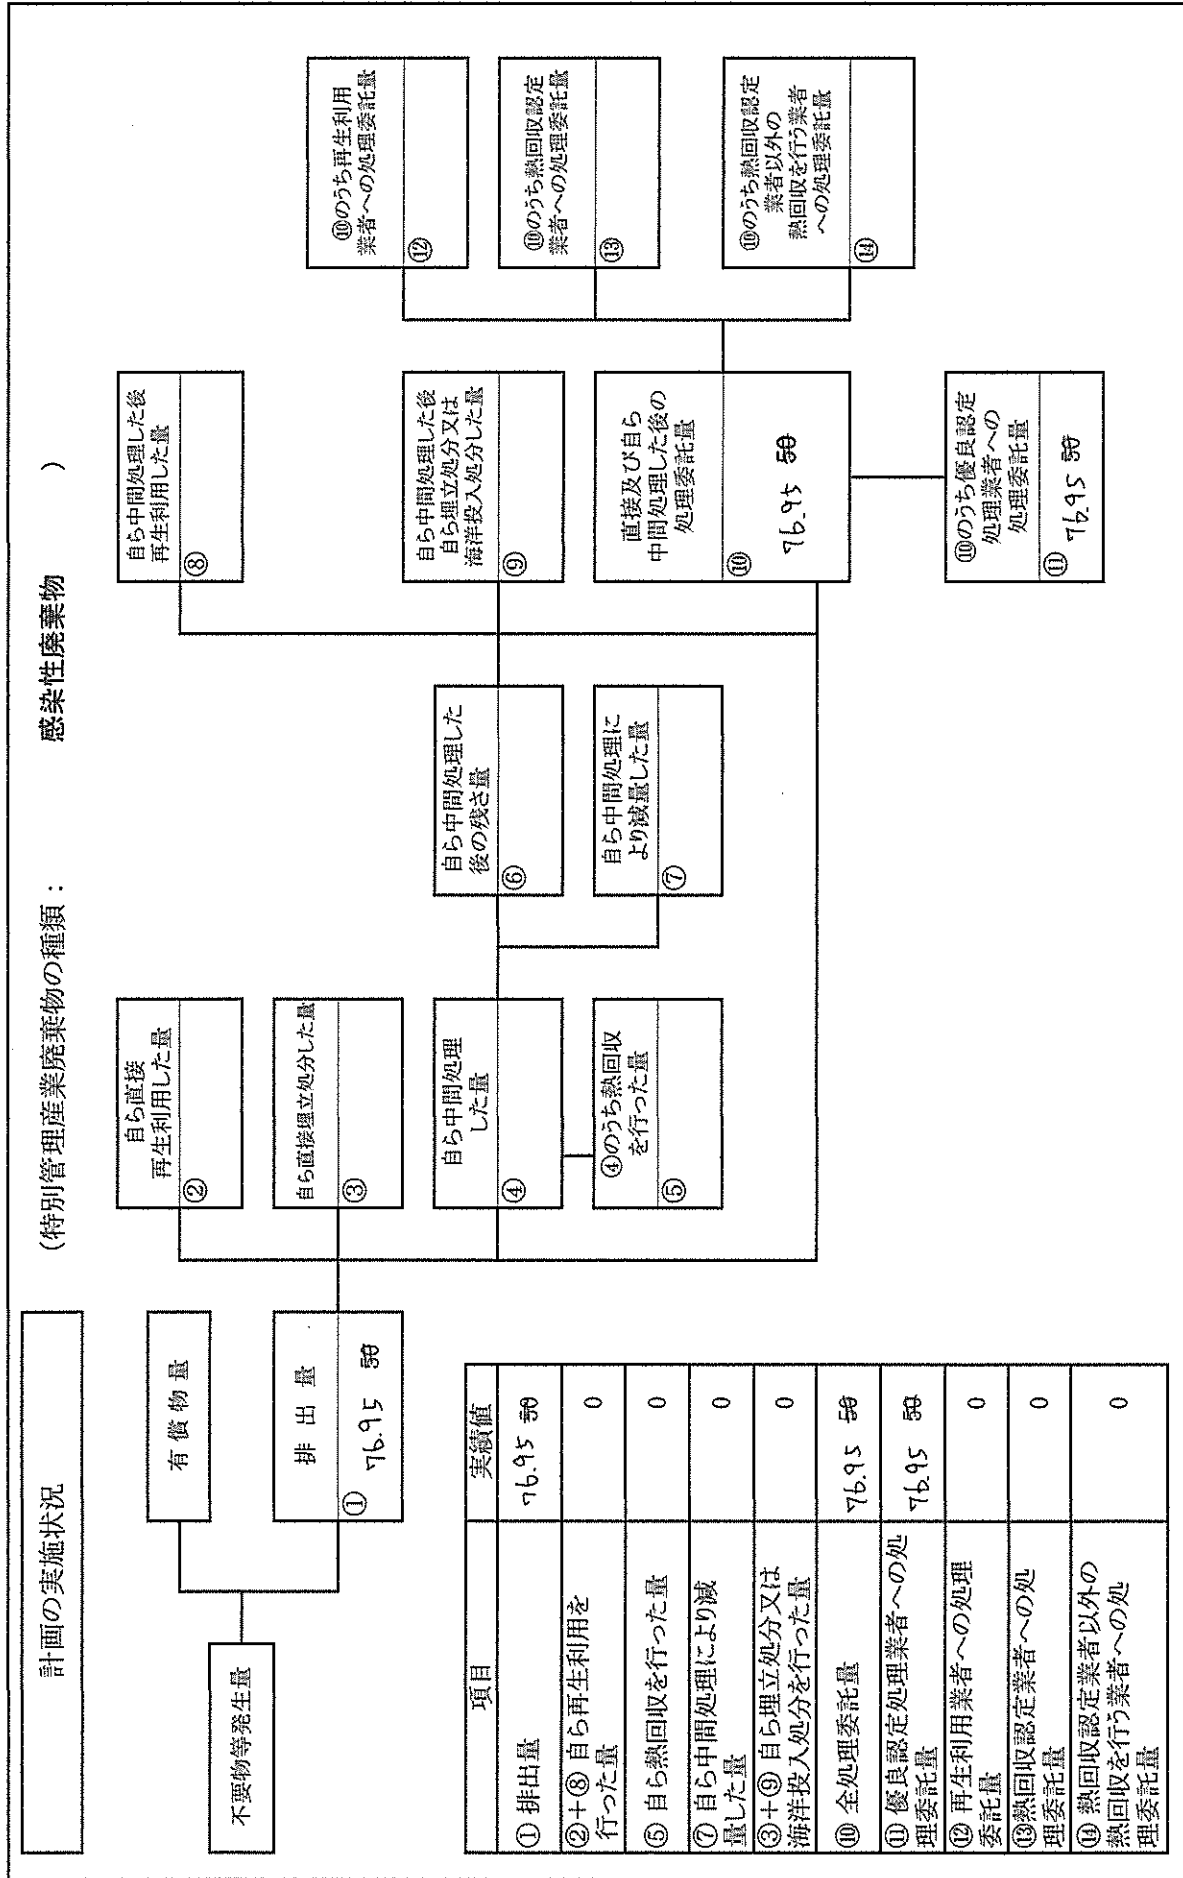 計画の実施状況
(特別管理産業廃棄物の種類： 感染性廃棄物 )
不要物等発生量
有償物量
排出量
① 76.95 50
自ら直接
再生利用した量
②
自ら直接埋立処分した量
③
自ら中間処理
した量
④
④のうち熱回収
を行った量
⑤
自ら中間処理した
後の残さ量
⑥
自ら中間処理に
より減量した量
⑦
自ら中間処理した後
再生利用した量
⑧
自ら中間処理した後
自ら埋立処分又は
海洋投入処分した量
⑨
直接及び自ら
中間処理した後の
処理委託量
⑩
76.95 50
⑩のうち優良認定
処理業者への
処理委託量
⑪ 76.95 50
⑩のうち再生利用
業者への処理委託量
⑫
⑩のうち熱回収認定
業者への処理委託量
⑬
⑩のうち熱回収認定
業者以外の
熱回収を行う業者
への処理委託量
⑭
項目 実績値
① 排出量 76.95 50
②＋⑧ 自ら再生利用を
行った量 0
⑤ 自ら熱回収を行った量 0
⑦ 自ら中間処理により減
量した量 0
③＋⑨ 自ら埋立処分又は
海洋投入処分を行った量 0
⑩ 全処理委託量 76.95 50
⑪ 優良認定処理業者への処
理委託量 76.95 50
⑫ 再生利用業者への処理
委託量 0
⑬熱回収認定業者への処
理委託量 0
⑭ 熱回収認定業者以外の
熱回収を行う業者への処
理委託量 0